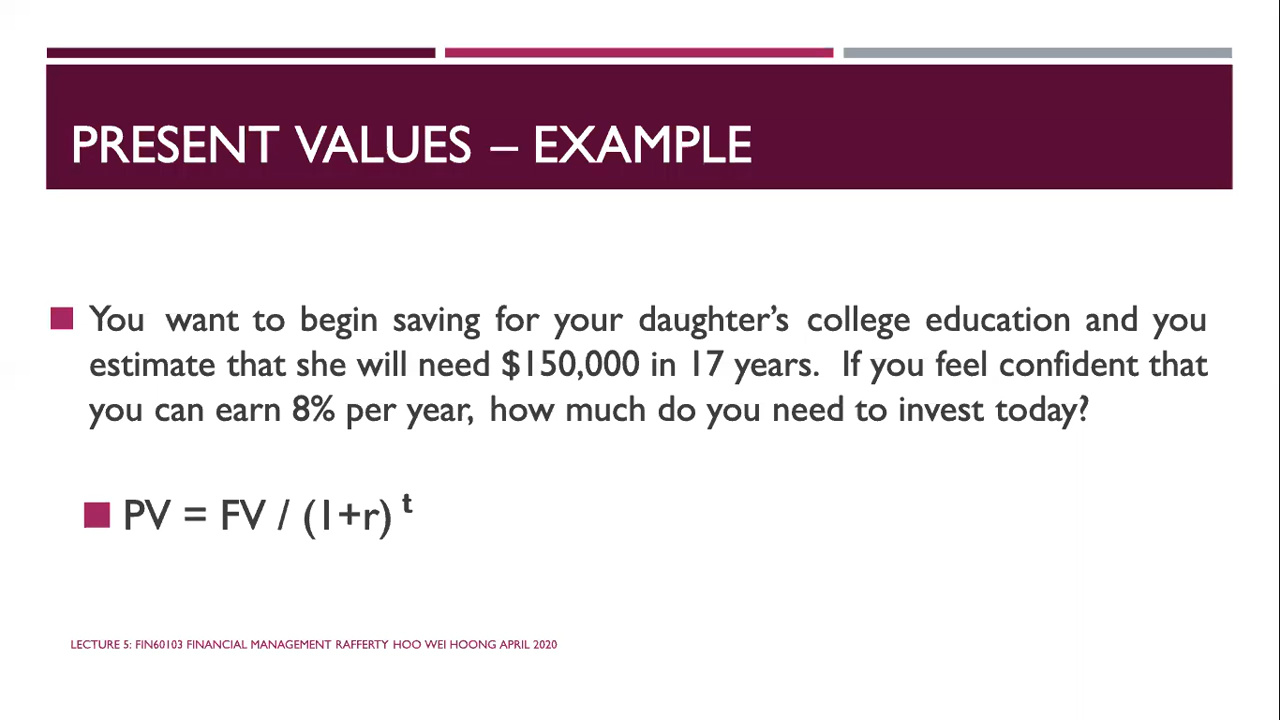 PRESENT VALUES – EXAMPLE
You want to begin saving for your daughter’s college education and you
estimate that she will need $150,000 in 17 years. If you feel confident that
you can earn 8% per year, how much do you need to invest today?
PV = FV / (1+r) t
LECTURE 5: FIN60103 FINANCIAL MANAGEMENT RAFFERTY HOO WEI HOONG APRIL 2020